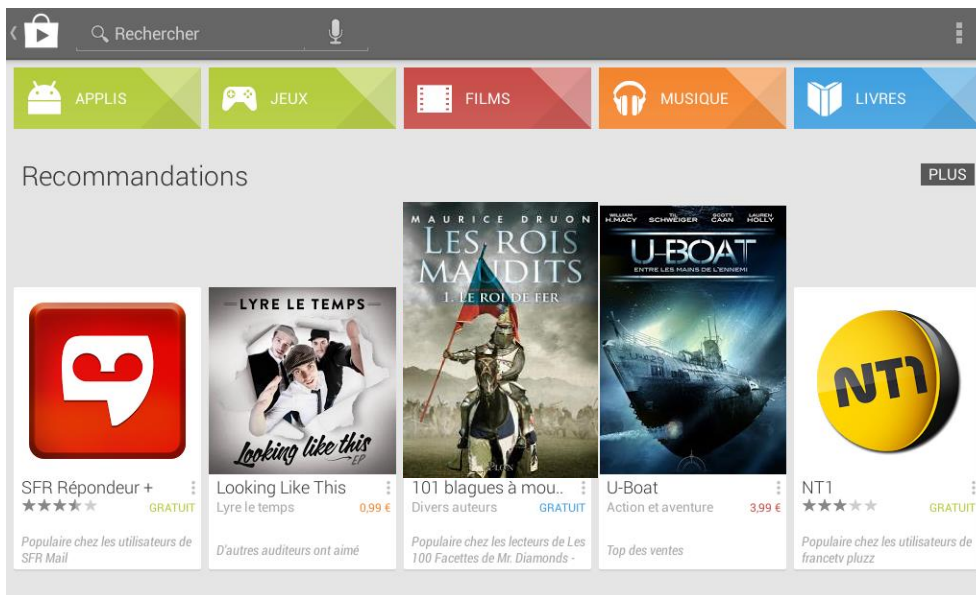 Rechercher
APPLIS
JEUX
FILMS
MUSIQUE
LIVRES
Recommandations
PLUS
MAURICE DRUON
LES ROIS
MAUDITS
1. LE ROI DE FER
PLON
WILLIAM H.MACY
TIL SCHWEIGER
SCOTT CAAN
LAUREN HOLLY
U-BOAT
ENTRE LES MAINS DE L'ENNEMI
LYRE LE TEMPS
Looking like this
EP
NT1
SFR Répondeur +
GRATUIT
Populaire chez les utilisateurs de
SFR Mail
Looking Like This
Lyre le temps
0,99 €
D'autres auditeurs ont aimé
101 blagues à mou..
Divers auteurs
GRATUIT
Populaire chez les lecteurs de Les
100 Facettes de Mr. Diamonds -
U-Boat
Action et aventure
3,99 €
Top des ventes
NT1
GRATUIT
Populaire chez les utilisateurs de
francetv pluzz